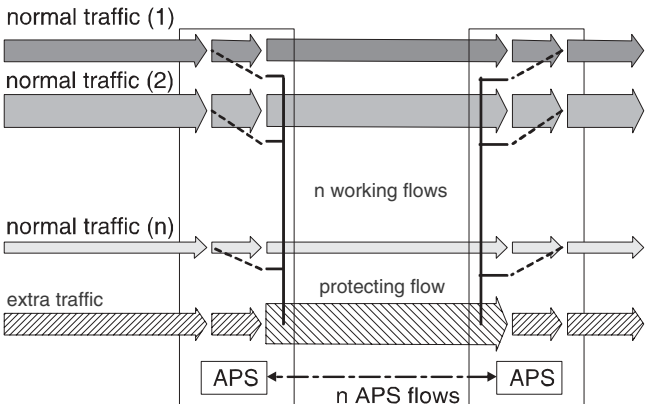 normal traffic (1)
normal traffic (2)
n working flows
normal traffic (n)
protecting flow
extra traffic
APS
APS
n APS flows